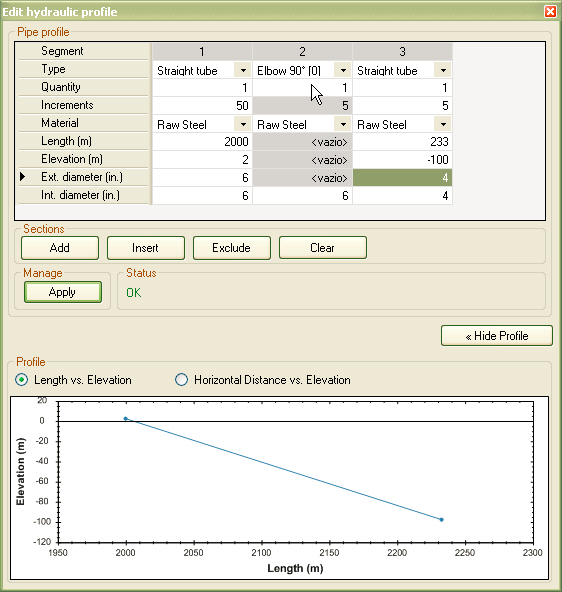 Edit hydraulic profile
Pipe profile
Segment 1 2 3
Type Straight tube Elbow 90° [0] Straight tube
Quantity 1 1 1
Increments 50 5 5
Material Raw Steel Raw Steel Raw Steel
Length (m) 2000 <vazio> 233
Elevation (m) 2 <vazio> -100
Ext. diameter (in.) 6 <vazio> 4
Int. diameter (in.) 6 6 4
Sections
Add Insert Exclude Clear
Manage Status
Apply OK
« Hide Profile
Profile
Length vs. Elevation Horizontal Distance vs. Elevation
20
0
-20
-40
-60
-80
-100
-120
Elevation (m)
1950 2000 2050 2100 2150 2200 2250 2300
Length (m)